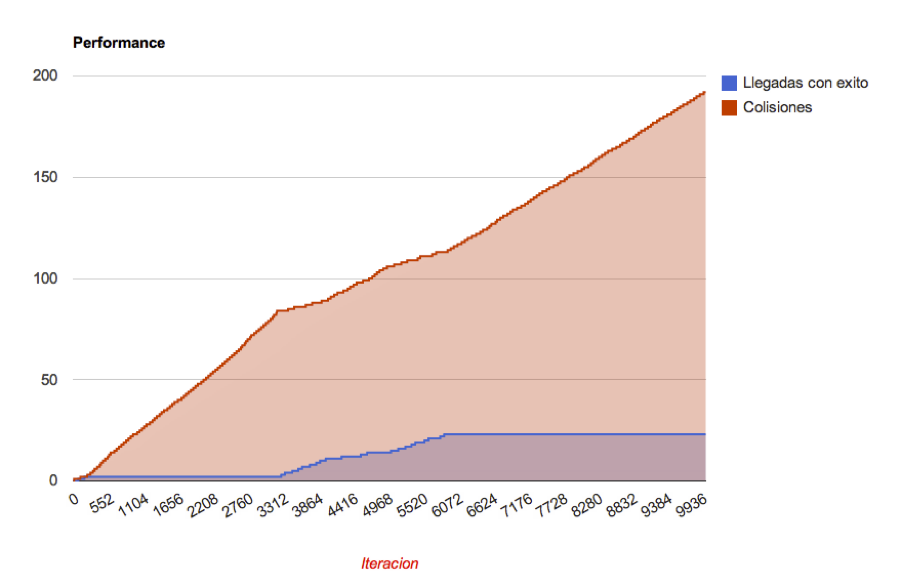 Performance
200
150
100
50
0
Llegadas con exito
Colisiones
0 552 1104 1656 2208 2760 3312 3864 4416 4968 5520 6072 6624 7176 7728 8280 8832 9384 9936
Iteracion